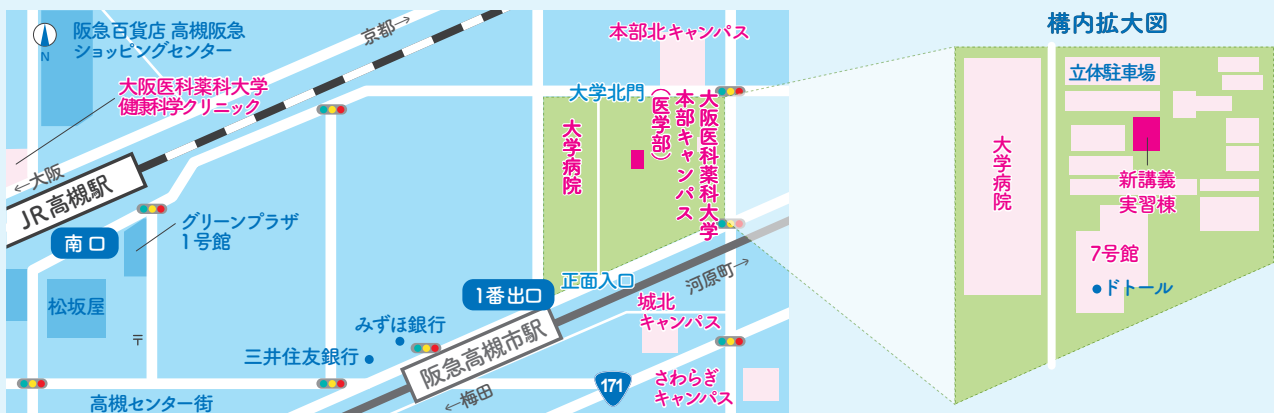 阪急百貨店 高槻阪急
ショッピングセンター
N
京都→
大阪医科薬科大学
健康科学クリニック
←大阪
JR高槻駅
南口
グリーンプラザ
1号館
松坂屋
〒
みずほ銀行
三井住友銀行
高槻センター街
1番出口
阪急高槻市駅
←梅田
河原町→
171
本部北キャンパス
大学北門
大学病院
大阪医科薬科大学
本部キャンパス
(医学部)
正面入口
城北
キャンパス
さわらぎ
キャンパス
構内拡大図
立体駐車場
大学病院
新講義
実習棟
7号館
ドトール